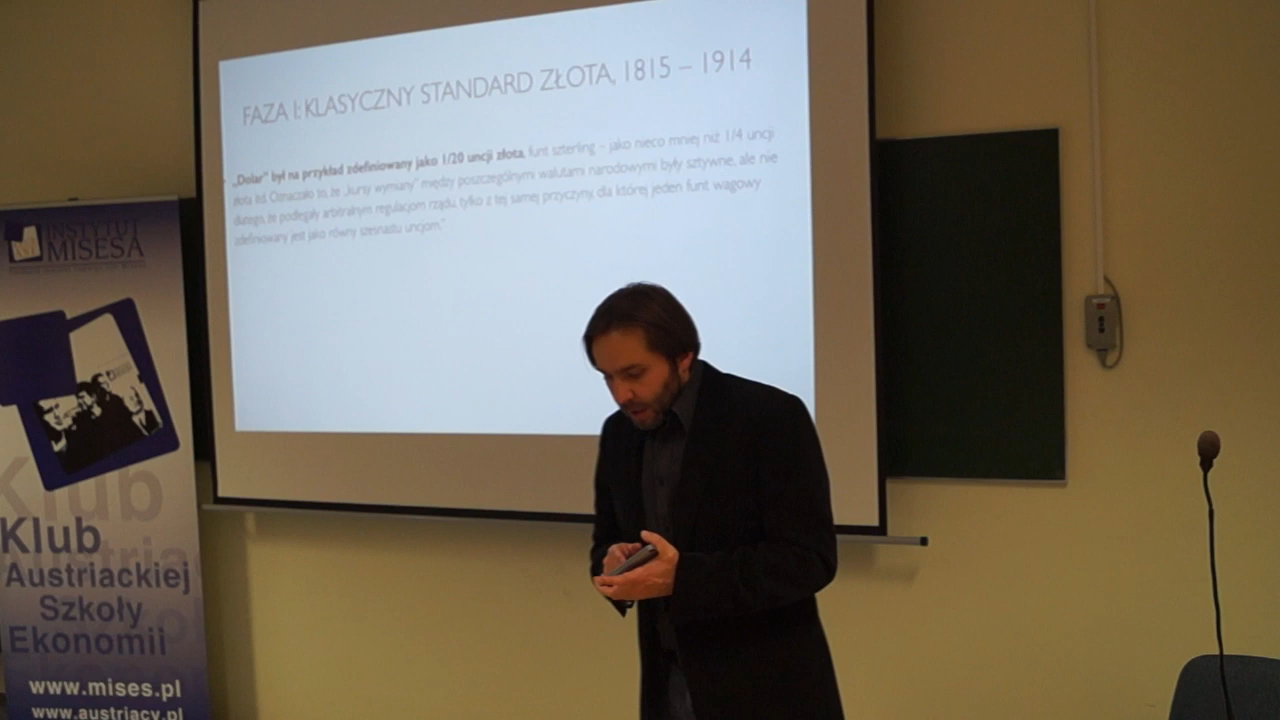 FAZA I: KLASYCZNY STANDARD ZŁOTA, 1815 – 1914
„Dolar” był na przykład zdefiniowany jako 1/20 uncji złota, funt szterling – jako nieco mniej niż 1/4 uncji
złota itd. Oznaczało to, że „kursy wymiany” między poszczególnymi walutami narodowymi były sztywne, ale nie
dlatego, że podlegały arbitralnym regulacjom rządu, tylko z tej samej przyczyny, dla której jeden funt wagowy
zdefiniowany jest jako równy szesnastu uncjom.”
INSTYTUT
MISESA
Klub
Klub
Austriackiej
Szkoły
Ekonomii
www.mises.pl
www.austriacy.pl